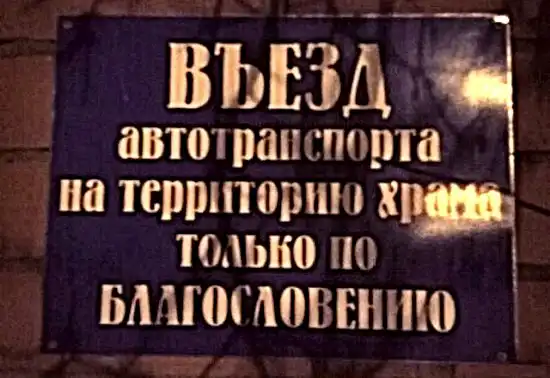 ВЪЕЗД
автотранспорта
на территорию храма
только по
БЛАГОСЛОВЕНИЮ